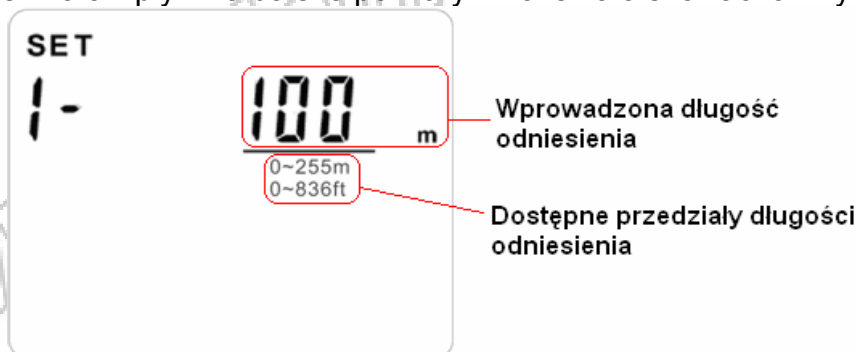 SET
1- 100 m
0~255m
0~836ft
Wprowadzona długość
odniesienia
Dostępne przedziały długości
odniesienia